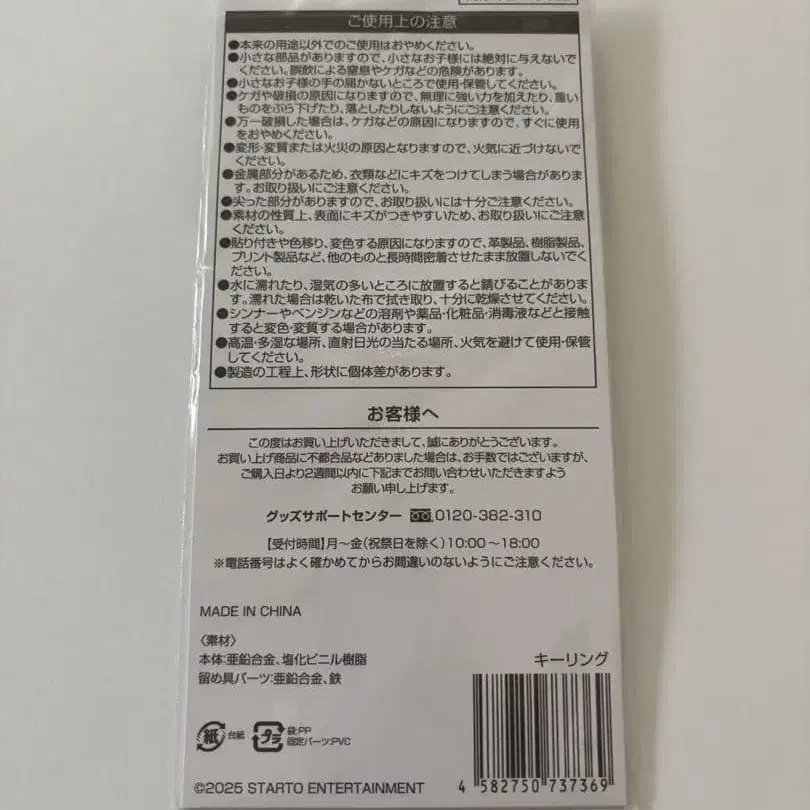 ご使用上の注意
●本来の用途以外でのご使用はおやめください。
●小さな部品がありますので、小さなお子様には絶対に与えないで
ください。誤飲による窒息やケガなどの危険があります。
●小さなお子様の手の届かないところで使用・保管してください。
●ケガや破損の原因になりますので、無理に強い力を加えたり、重い
ものをぶら下げたり、落としたりしないようにご注意ください。
●万一破損した場合は、ケガなどの原因になりますので、すぐに使用
をおやめください。
●変形・変質または火災の原因となりますので、火気に近づけないで
ください。
●金属部分があるため、衣類などにキズをつけてしまう場合がありま
す。お取り扱いにご注意ください。
●尖った部分がありますので、お取り扱いには十分ご注意ください。
●素材の性質上、表面にキズがつきやすいため、お取り扱いにご注意
ください。
●貼り付きや色移り、変色する原因になりますので、革製品、樹脂製品、
プリント製品など、他のものと長時間密着させたまま放置しないでく
ださい。
●水に濡れたり、湿気の多いところに放置すると錆びることがありま
す。濡れた場合は乾いた布で拭き取り、十分に乾燥させてください。
●シンナーやベンジンなどの溶剤や薬品・化粧品・消毒液などと接触
すると変色・変質する場合があります。
●高温・多湿な場所、直射日光の当たる場所、火気を避けて使用・保管
してください。
●製造の工程上、形状に個体差があります。
お客様へ
この度はお買い上げいただきまして、誠にありがとうございます。
お買い上げ商品に不都合品などありました場合は、お手数ではございますが、
ご購入日より2週間以内に下記までお問い合わせいただきますよう
お願い申し上げます。
グッズサポートセンター 0120-382-310
【受付時間】月〜金(祝祭日を除く)10:00〜18:00
※電話番号はよく確かめてからお間違いのないようにご注意ください。
MADE IN CHINA
〈素材〉
本体:亜鉛合金、塩化ビニル樹脂
留め具パーツ:亜鉛合金、鉄
キーリング
紙 台紙 プラ 袋:PP
固定パーツ:PVC
©2025 STARTO ENTERTAINMENT
4 582750 737369